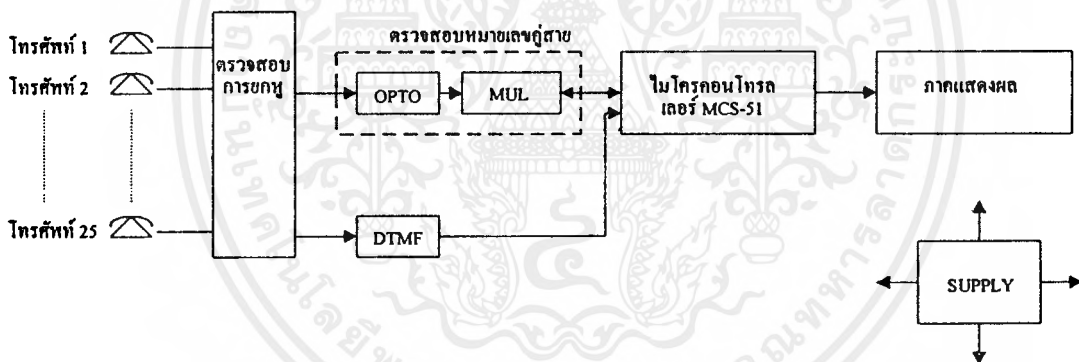 โทรศัพท์ 1
โทรศัพท์ 2
โทรศัพท์ 25
ตรวจสอบ
การยกหู
ตรวจสอบหมายเลขคู่สาย
OPTO
MUL
DTMF
ไมโครคอนโทรล
เลอร์ MCS-51
ภาคแสดงผล
SUPPLY